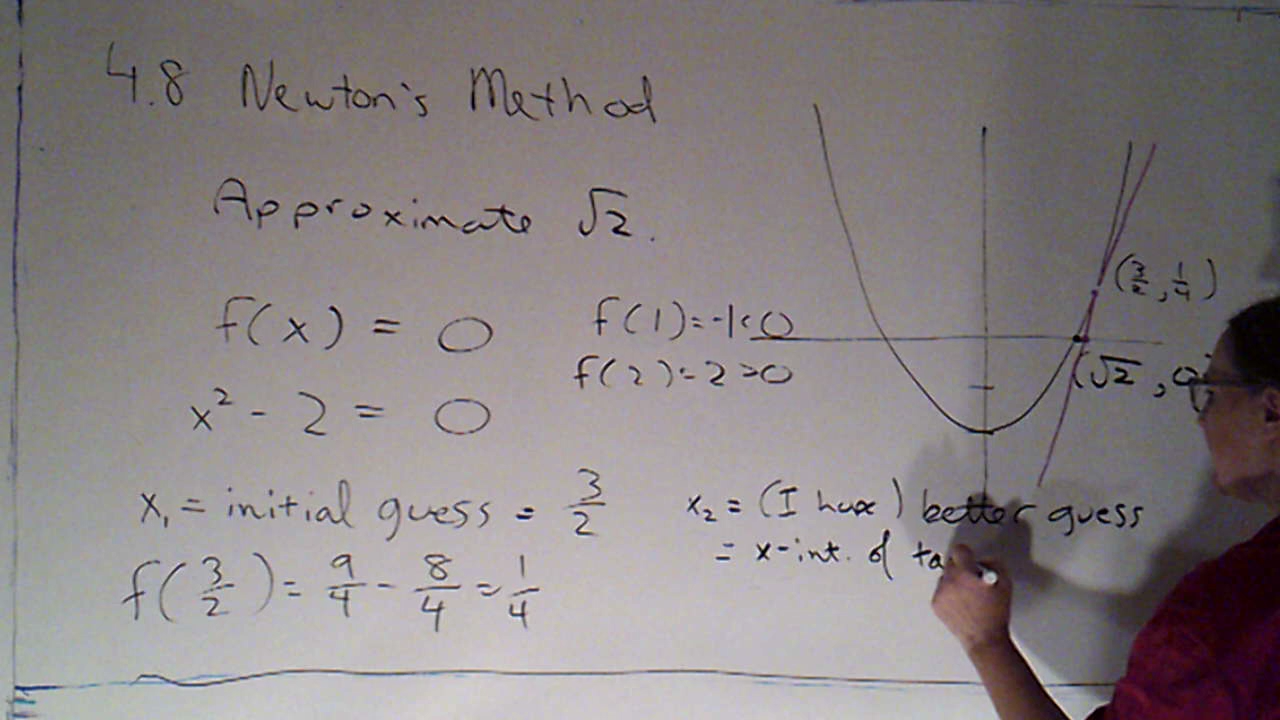 4.8 Newton's Method
Approximate √2.
f(x) = 0
x² - 2 = 0
f(1)=-1<0
f(2)=2>0
x₁ = initial guess = 3/2
f(3/2) = 9/4 - 8/4 = 1/4
(3/2, 1/4)
(√2, 0)
x₂ = (I hope) better guess
= x-int. of ta